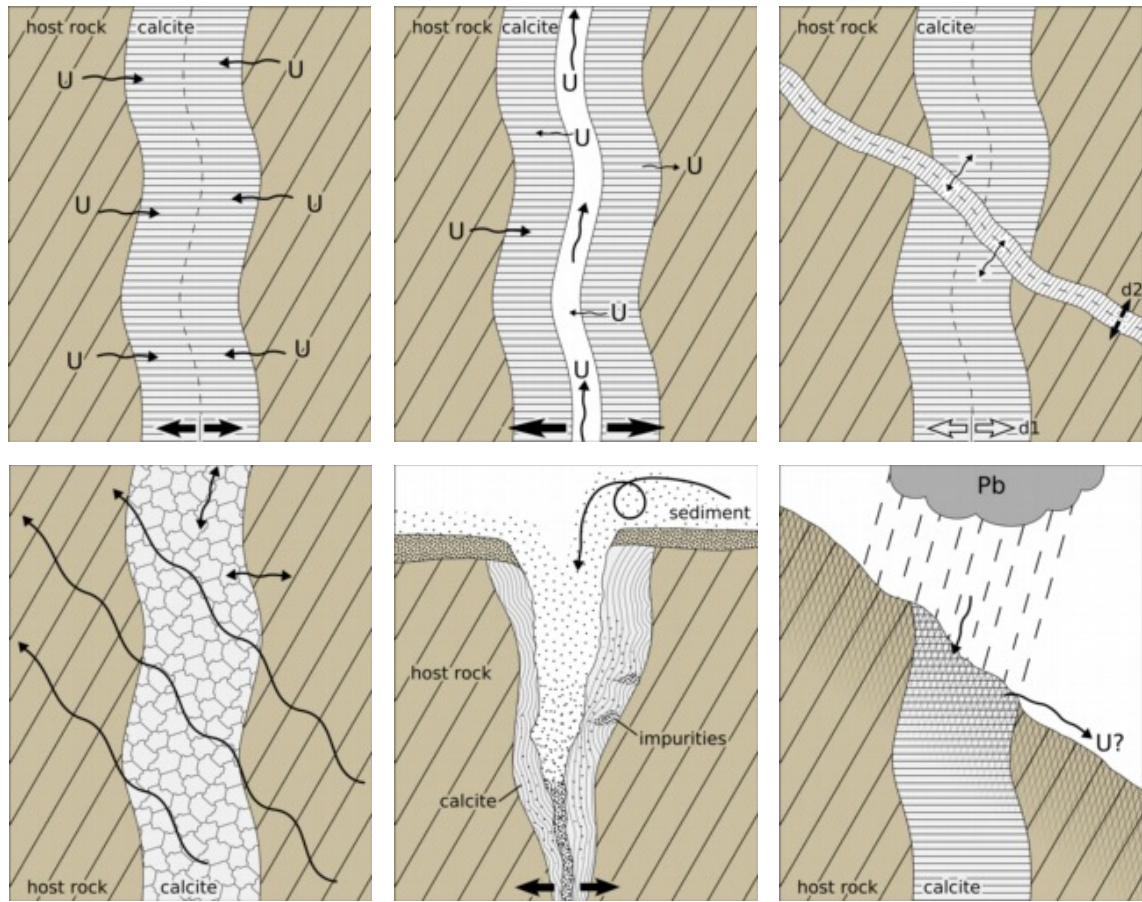 host rock calcite
U
U
U
U
U
U
host rock calcite
U
U
U
U
U
U
host rock calcite
d2
d1
host rock calcite
sediment
host rock
impurities
calcite
Pb
U?
host rock calcite